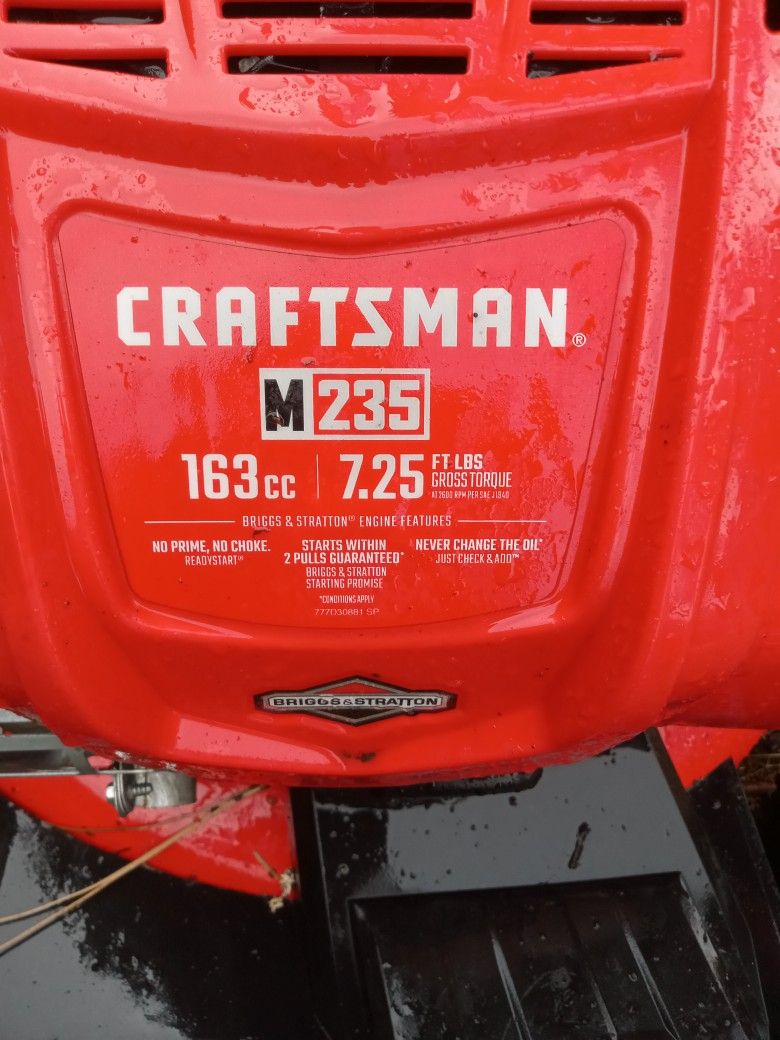 CRAFTSMAN®
M235
163cc | 7.25 FT LBS
GROSS TORQUE
AT 2600 RPM PER SAE J1940
BRIGGS & STRATTON® ENGINE FEATURES
NO PRIME, NO CHOKE.
READYSTART®
STARTS WITHIN
2 PULLS GUARANTEED*
BRIGGS & STRATTON
STARTING PROMISE
NEVER CHANGE THE OIL*
JUST CHECK & ADD™
*CONDITIONS APPLY
777D30881 SP
BRIGGS&STRATTON